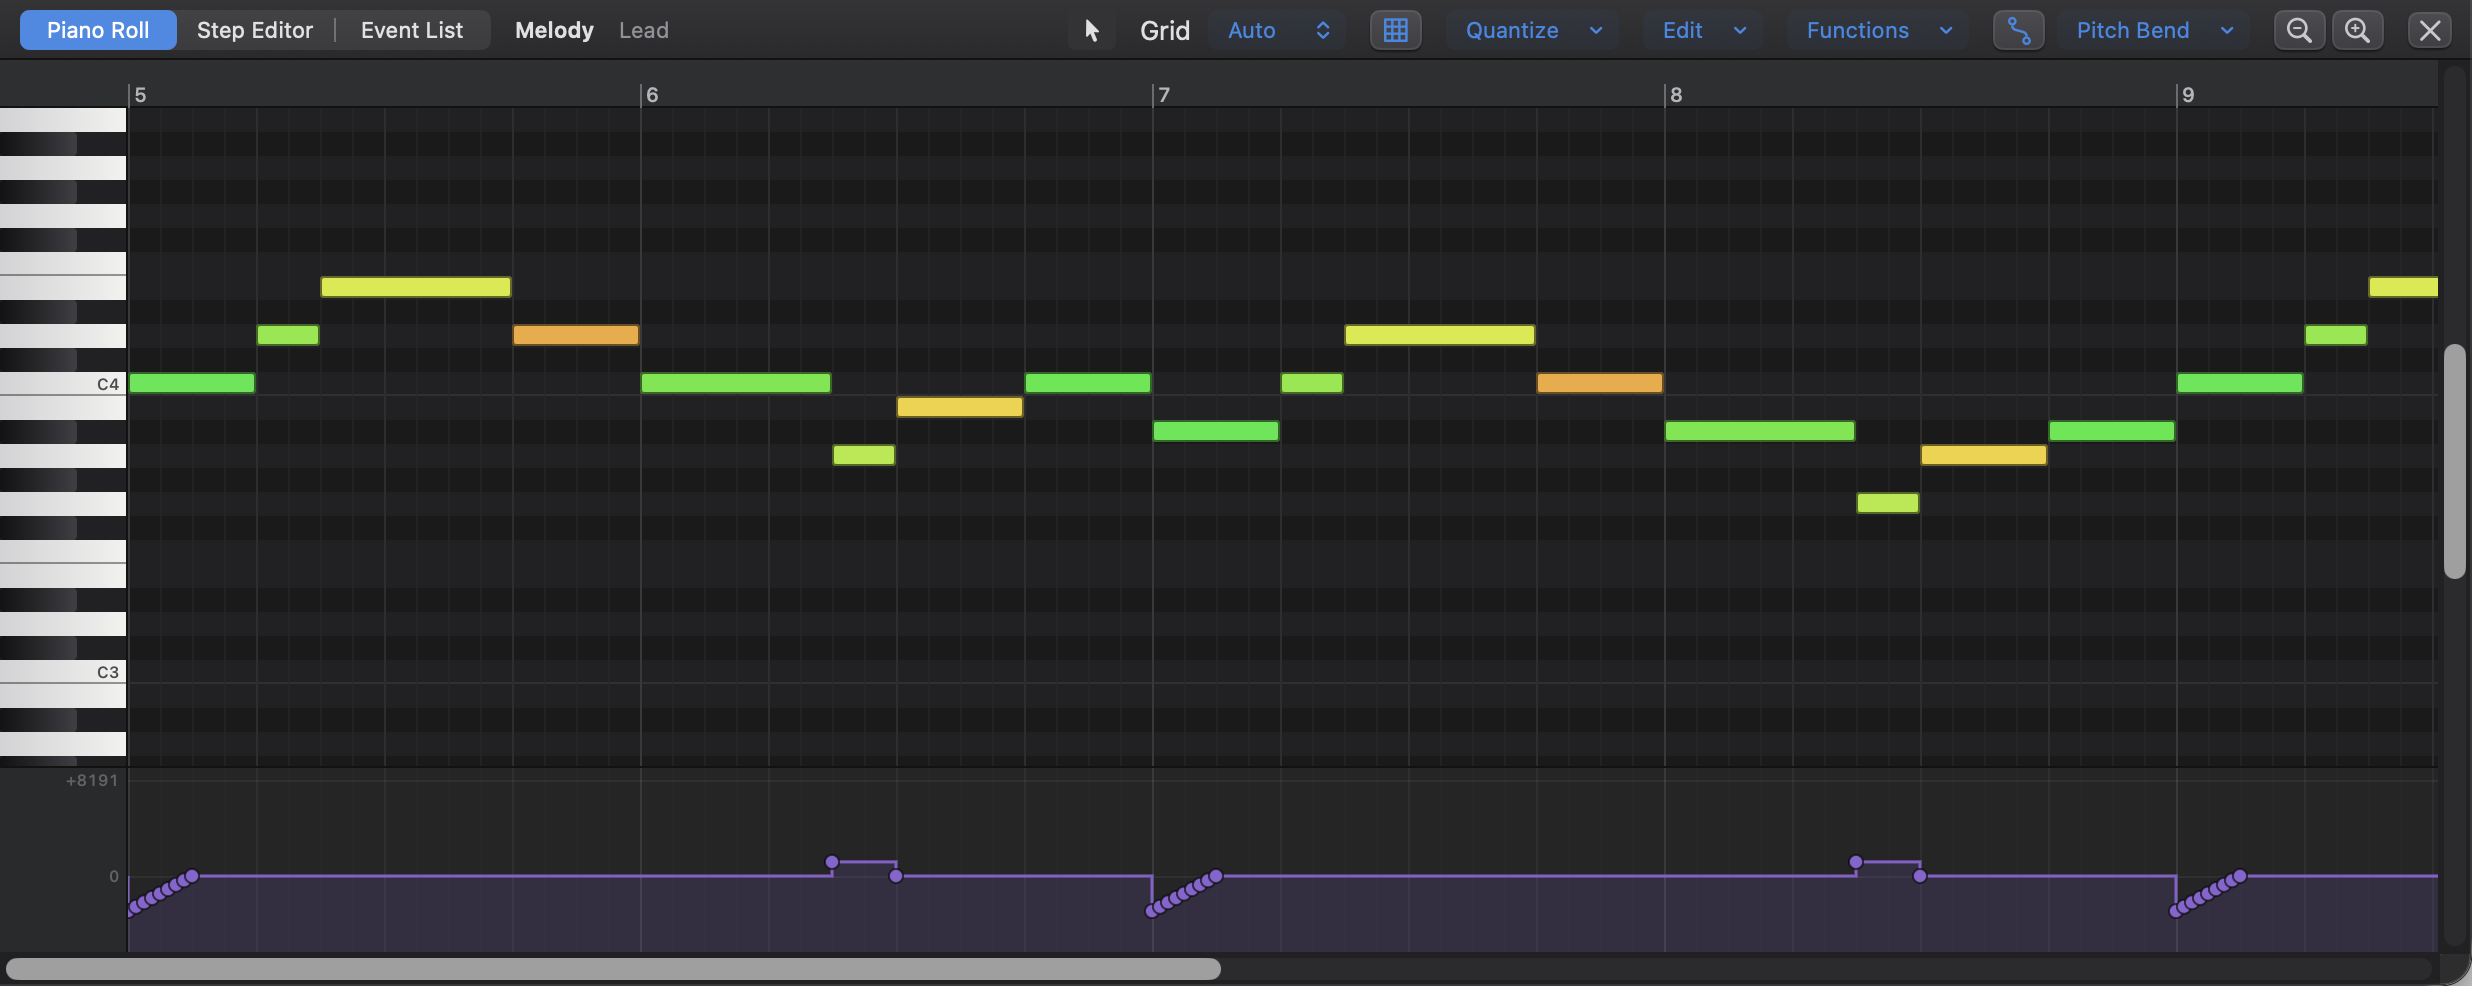 Piano Roll Step Editor Event List Melody Lead Grid Auto Quantize Edit Functions Pitch Bend
5 6 7 8 9
C4
C3
+8191
0